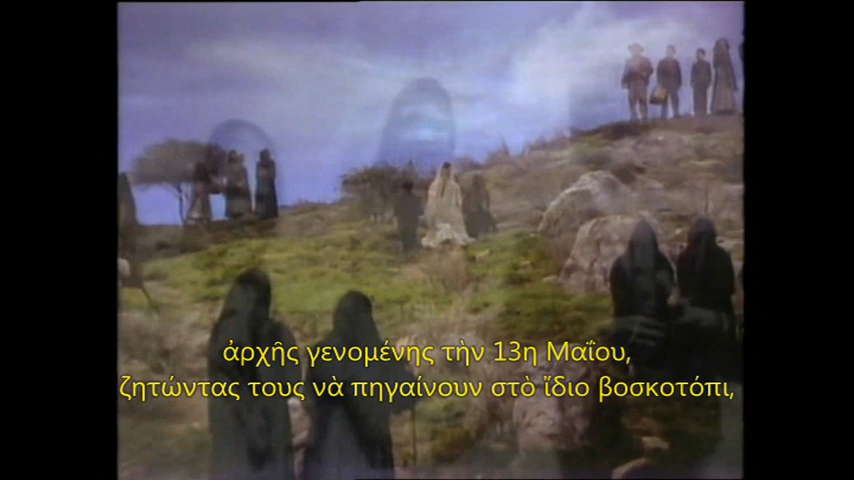 ἀρχῆς γενομένης τὴν 13η Μαΐου,
ζητώντας τους νὰ πηγαίνουν στὸ ἴδιο βοσκοτόπι,